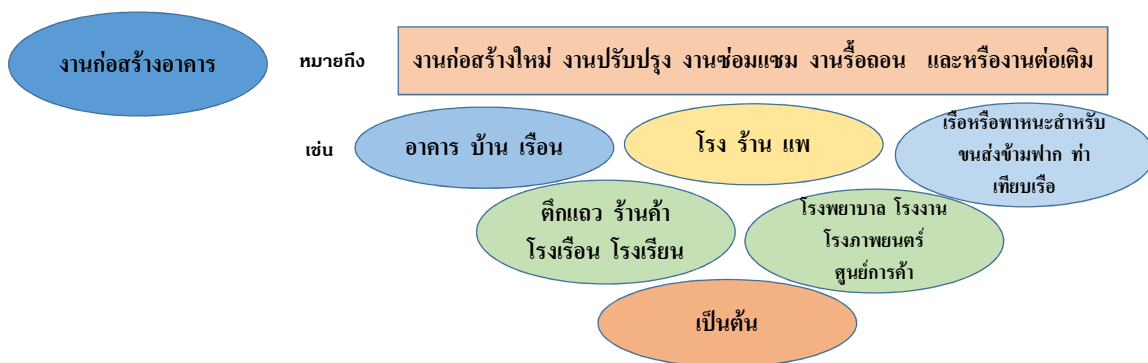 งานก่อสร้างอาคาร
หมายถึง
งานก่อสร้างใหม่ งานปรับปรุง งานซ่อมแซม งานรื้อถอน และหรืองานต่อเติม
เช่น
อาคาร บ้าน เรือน
โรง ร้าน แพ
เรือหรือพาหนะสำหรับ
ขนส่งข้ามฟาก ท่า
เทียบเรือ
ตึกแถว ร้านค้า
โรงเรือน โรงเรียน
โรงพยาบาล โรงงาน
โรงภาพยนตร์
ศูนย์การค้า
เป็นต้น